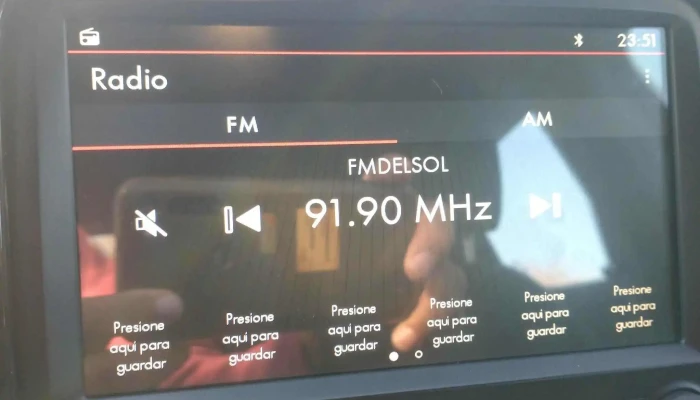 23:51
Radio
FM
AM
FMDELSOL
91.90 MHz
Presione
aquí para
guardar
Presione
aquí para
guardar
Presione
aquí para
guardar
Presione
aquí para
guardar
Presione
aquí para
guardar
Presione
aquí para
guardar